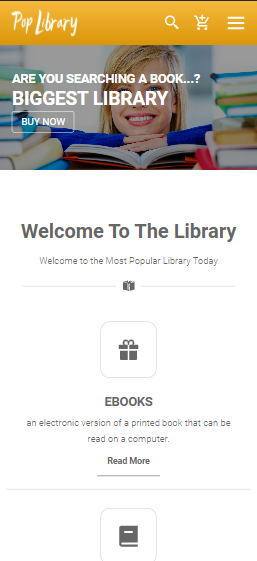 Pop Library
ARE YOU SEARCHING A BOOK...?
BIGGEST LIBRARY
BUY NOW
Welcome To The Library
Welcome to the Most Popular Library Today
EBOOKS
an electronic version of a printed book that can be
read on a computer.
Read More